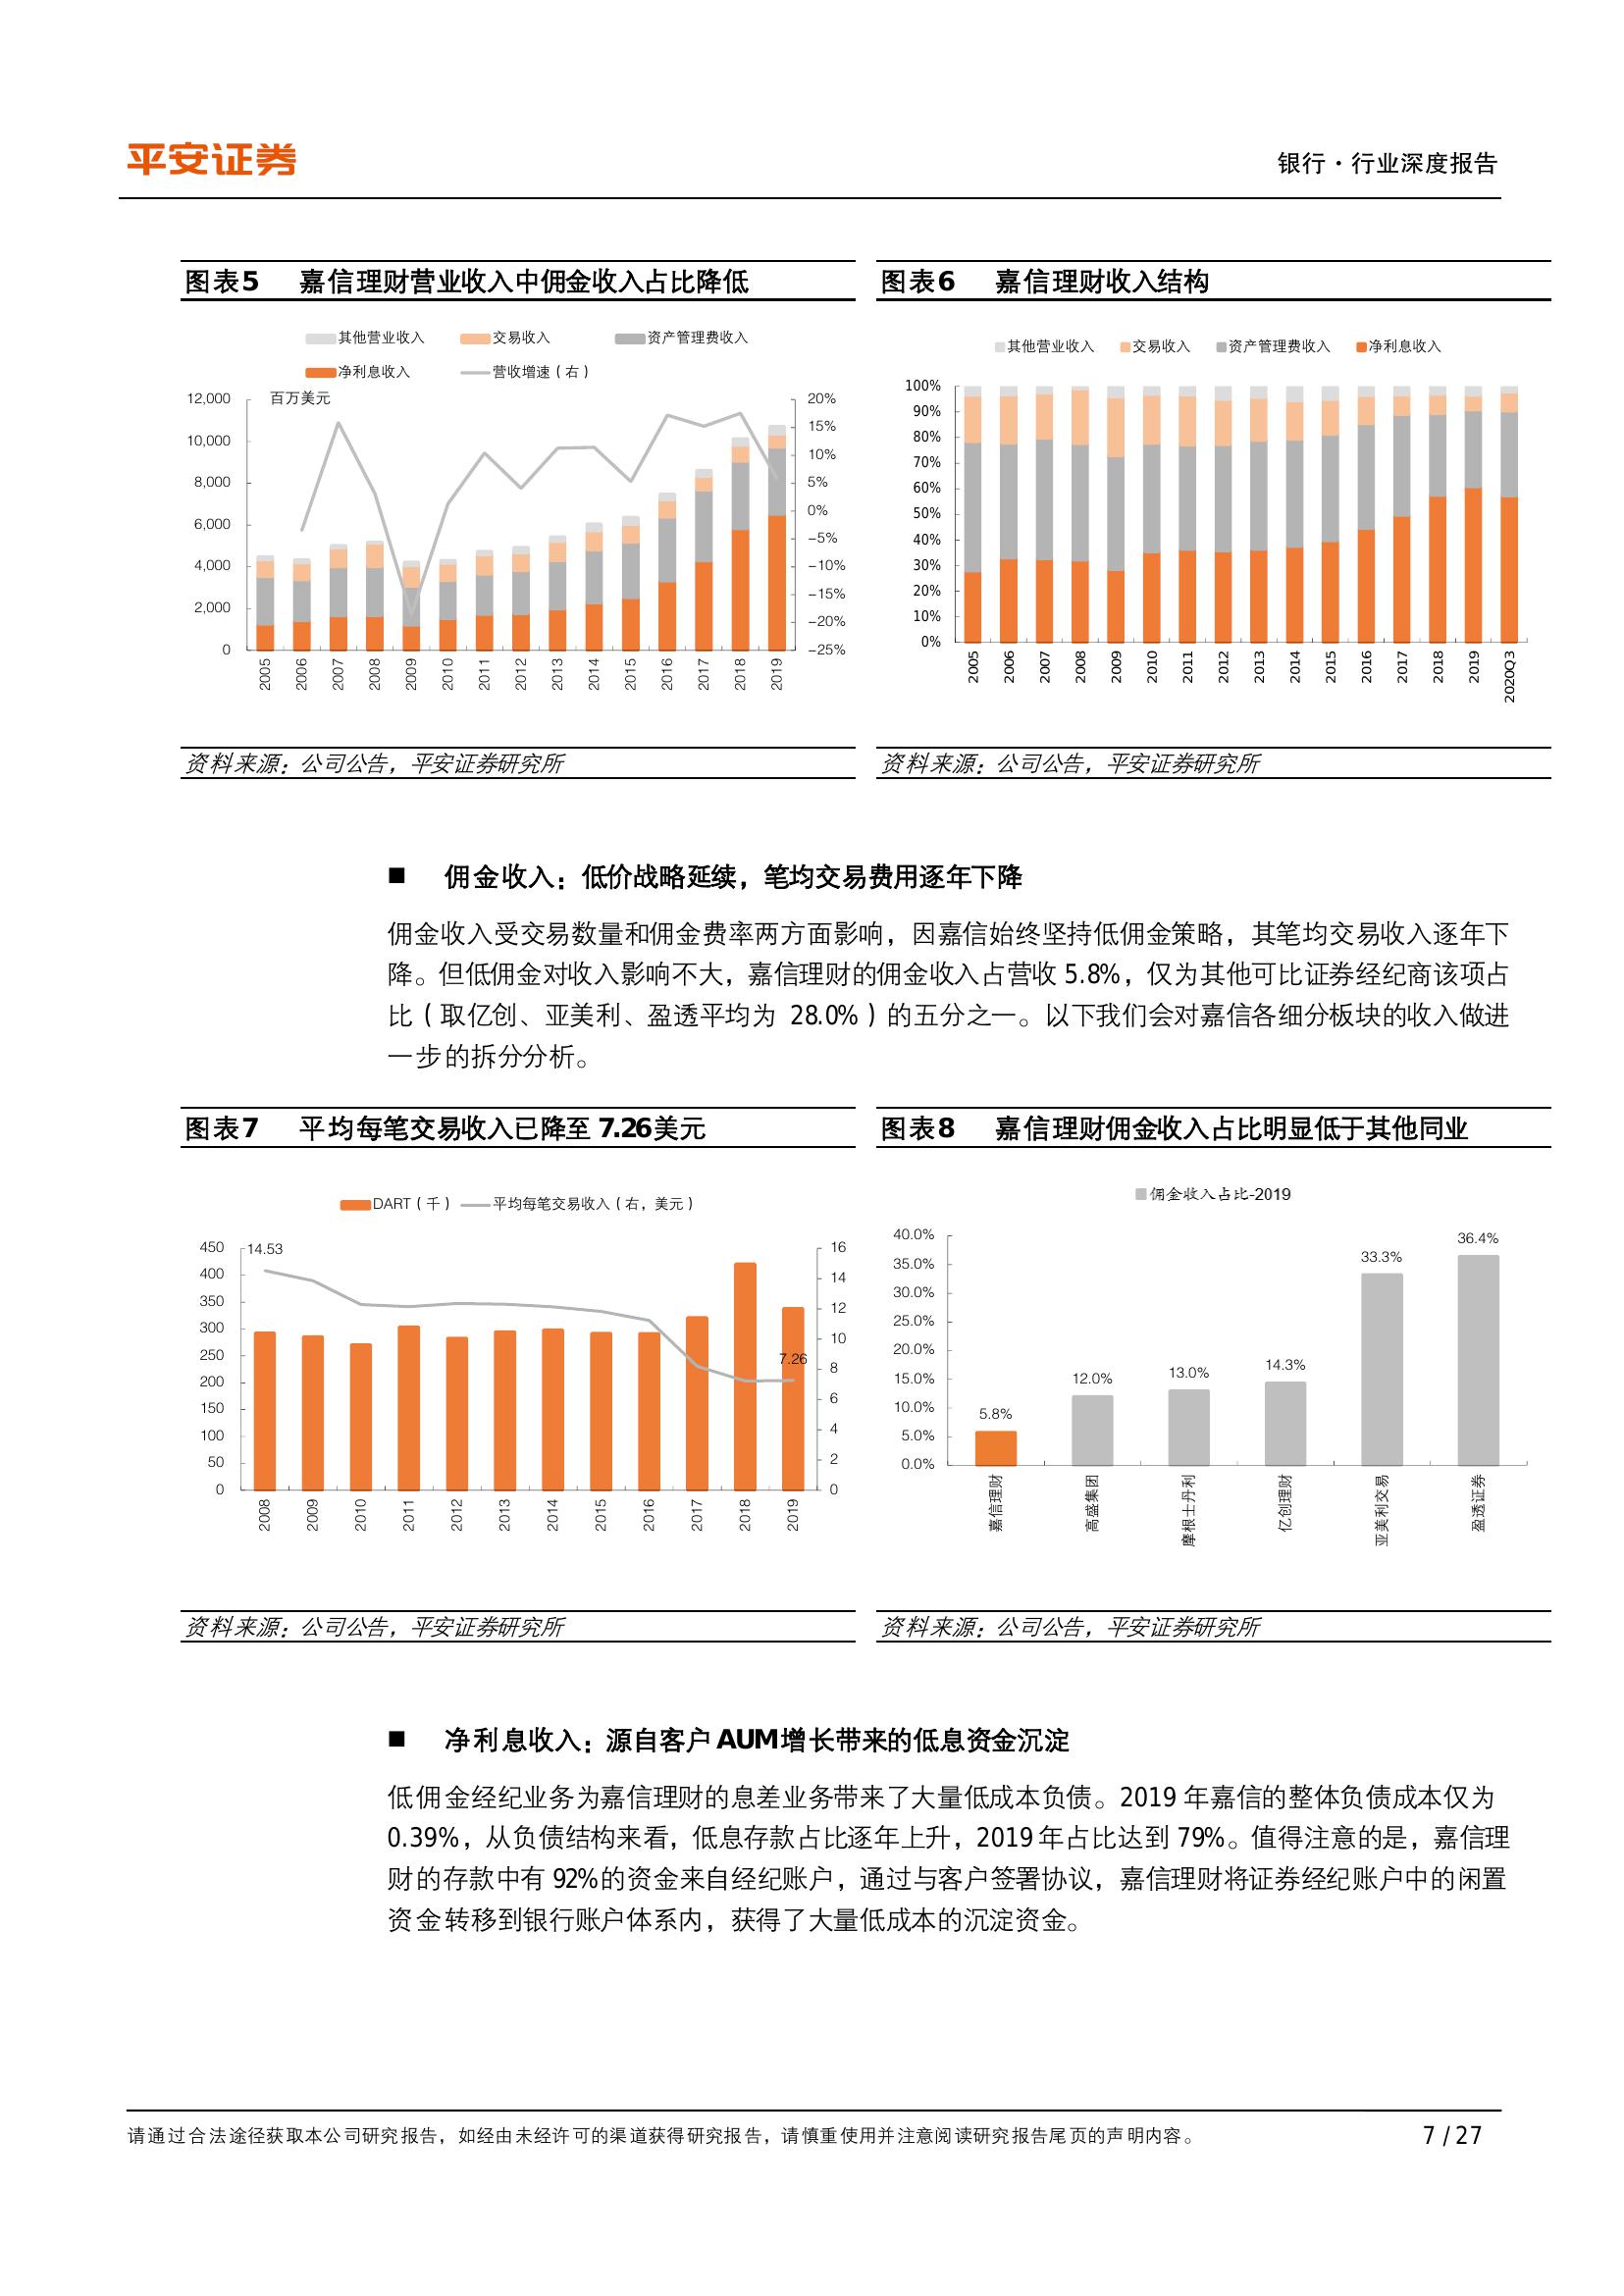 平安证券
银行·行业深度报告
图表5 嘉信理财营业收入中佣金收入占比降低
其他营业收入 交易收入 资产管理费收入
净利息收入 营收增速（右）
百万美元
12,000
10,000
8,000
6,000
4,000
2,000
0
20%
15%
10%
5%
0%
-5%
-10%
-15%
-20%
-25%
2005 2006 2007 2008 2009 2010 2011 2012 2013 2014 2015 2016 2017 2018 2019
资料来源：公司公告，平安证券研究所
图表6 嘉信理财收入结构
其他营业收入 交易收入 资产管理费收入 净利息收入
100%
90%
80%
70%
60%
50%
40%
30%
20%
10%
0%
2005 2006 2007 2008 2009 2010 2011 2012 2013 2014 2015 2016 2017 2018 2019 2020Q3
资料来源：公司公告，平安证券研究所
■ 佣金收入：低价战略延续，笔均交易费用逐年下降
佣金收入受交易数量和佣金费率两方面影响，因嘉信始终坚持低佣金策略，其笔均交易收入逐年下
降。但低佣金对收入影响不大，嘉信理财的佣金收入占营收 5.8%，仅为其他可比证券经纪商该项占
比（取亿创、亚美利、盈透平均为 28.0%）的五分之一。以下我们会对嘉信各细分板块的收入做进
一步的拆分分析。
图表7 平均每笔交易收入已降至 7.26美元
DART（千） 平均每笔交易收入（右，美元）
450
400
350
300
250
200
150
100
50
0
14.53
7.26
16
14
12
10
8
6
4
2
0
2008 2009 2010 2011 2012 2013 2014 2015 2016 2017 2018 2019
资料来源：公司公告，平安证券研究所
图表8 嘉信理财佣金收入占比明显低于其他同业
佣金收入占比-2019
40.0%
35.0%
30.0%
25.0%
20.0%
15.0%
10.0%
5.0%
0.0%
5.8% 12.0% 13.0% 14.3% 33.3% 36.4%
嘉信理财 高盛集团 摩根士丹利 亿创理财 亚美利交易 盈透证券
资料来源：公司公告，平安证券研究所
■ 净利息收入：源自客户 AUM增长带来的低息资金沉淀
低佣金经纪业务为嘉信理财的息差业务带来了大量低成本负债。2019 年嘉信的整体负债成本仅为
0.39%，从负债结构来看，低息存款占比逐年上升，2019 年占比达到 79%。值得注意的是，嘉信理
财的存款中有 92%的资金来自经纪账户，通过与客户签署协议，嘉信理财将证券经纪账户中的闲置
资金转移到银行账户体系内，获得了大量低成本的沉淀资金。
请通过合法途径获取本公司研究报告，如经由未经许可的渠道获得研究报告，请慎重使用并注意阅读研究报告尾页的声明内容。
7 / 27